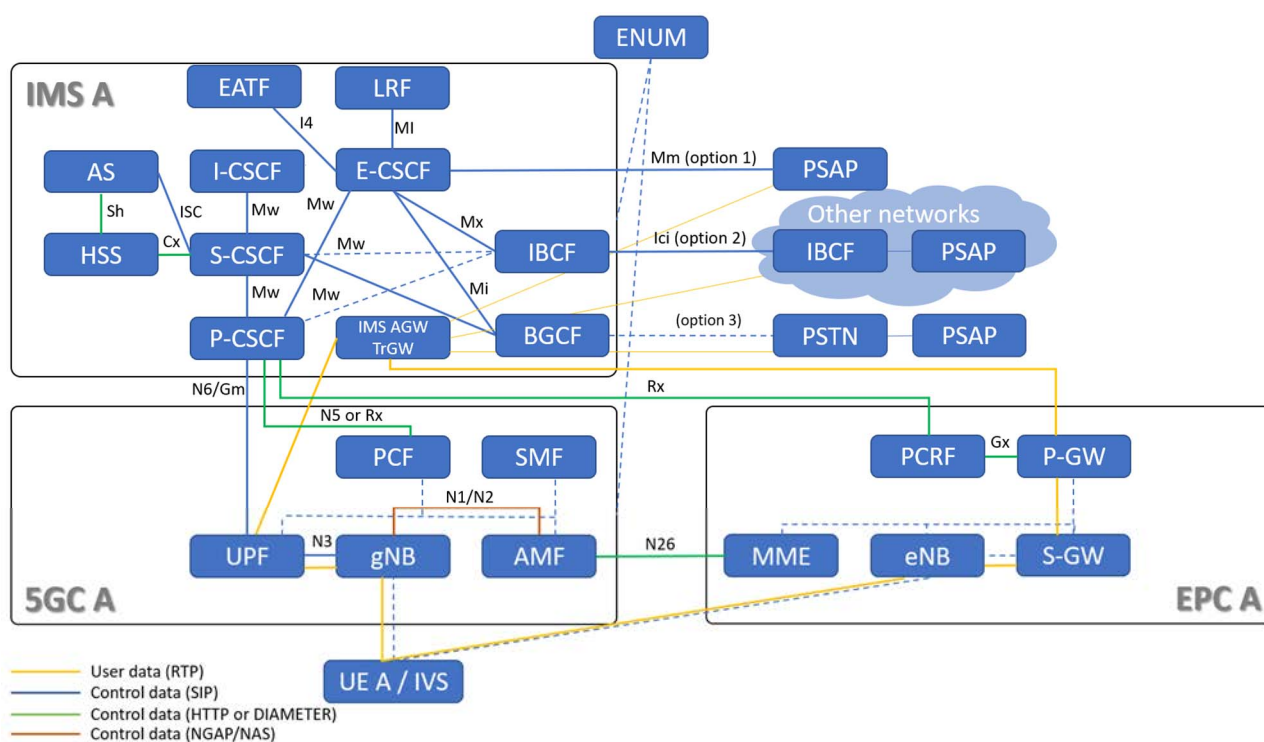 ENUM
IMS A
EATF
LRF
I4
MI
AS
I-CSCF
E-CSCF
Mm (option 1)
PSAP
Sh
ISC
Mw
Mw
Mx
Other networks
HSS
Cx
S-CSCF
Mw
IBCF
Ici (option 2)
IBCF
PSAP
Mw
Mw
Mi
P-CSCF
IMS AGW
TrGW
BGCF
(option 3)
PSTN
PSAP
N6/Gm
Rx
N5 or Rx
PCF
SMF
PCRF
Gx
P-GW
N1/N2
UPF
N3
gNB
AMF
N26
MME
eNB
S-GW
5GC A
EPC A
UE A / IVS
User data (RTP)
Control data (SIP)
Control data (HTTP or DIAMETER)
Control data (NGAP/NAS)